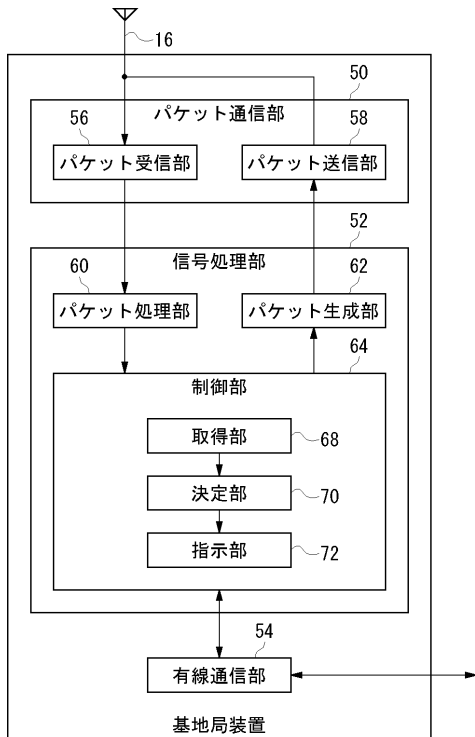 16
50
パケット通信部
56
58
パケット受信部
パケット送信部
52
信号処理部
60
62
パケット処理部
パケット生成部
64
制御部
取得部
68
決定部
70
指示部
72
54
有線通信部
基地局装置